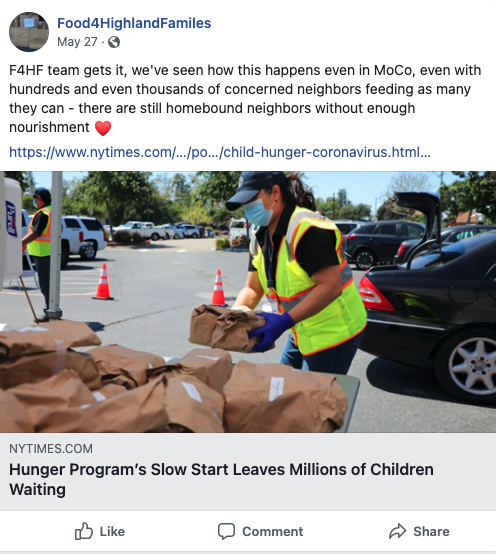 Food4HighlandFamiles
May 27 ·
F4HF team gets it, we've seen how this happens even in MoCo, even with
hundreds and even thousands of concerned neighbors feeding as many
they can - there are still homebound neighbors without enough
nourishment ❤️
https://www.nytimes.com/.../po.../child-hunger-coronavirus.html...
NYTIMES.COM
Hunger Program's Slow Start Leaves Millions of Children
Waiting
Like Comment Share